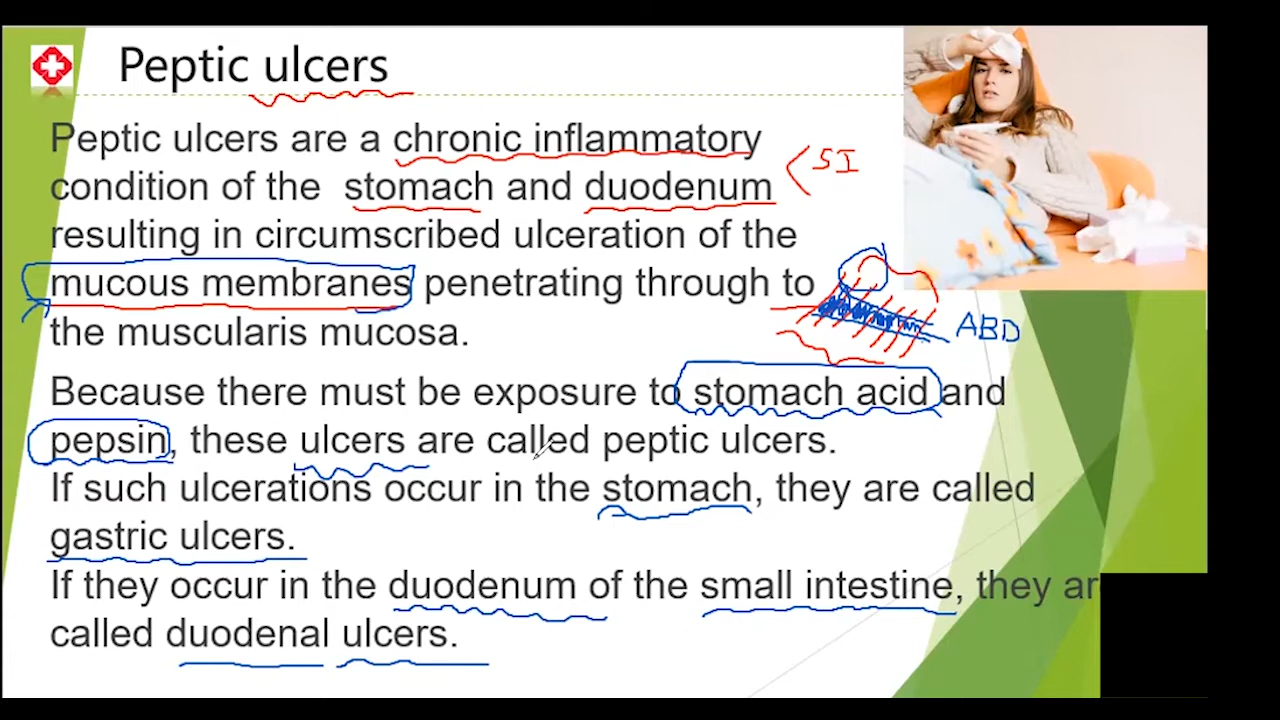 Peptic ulcers
Peptic ulcers are a chronic inflammatory
condition of the stomach and duodenum
resulting in circumscribed ulceration of the
mucous membranes penetrating through to
the muscularis mucosa.
SI
ABD
Because there must be exposure to stomach acid and
pepsin, these ulcers are called peptic ulcers.
If such ulcerations occur in the stomach, they are called
gastric ulcers.
If they occur in the duodenum of the small intestine, they ar
called duodenal ulcers.